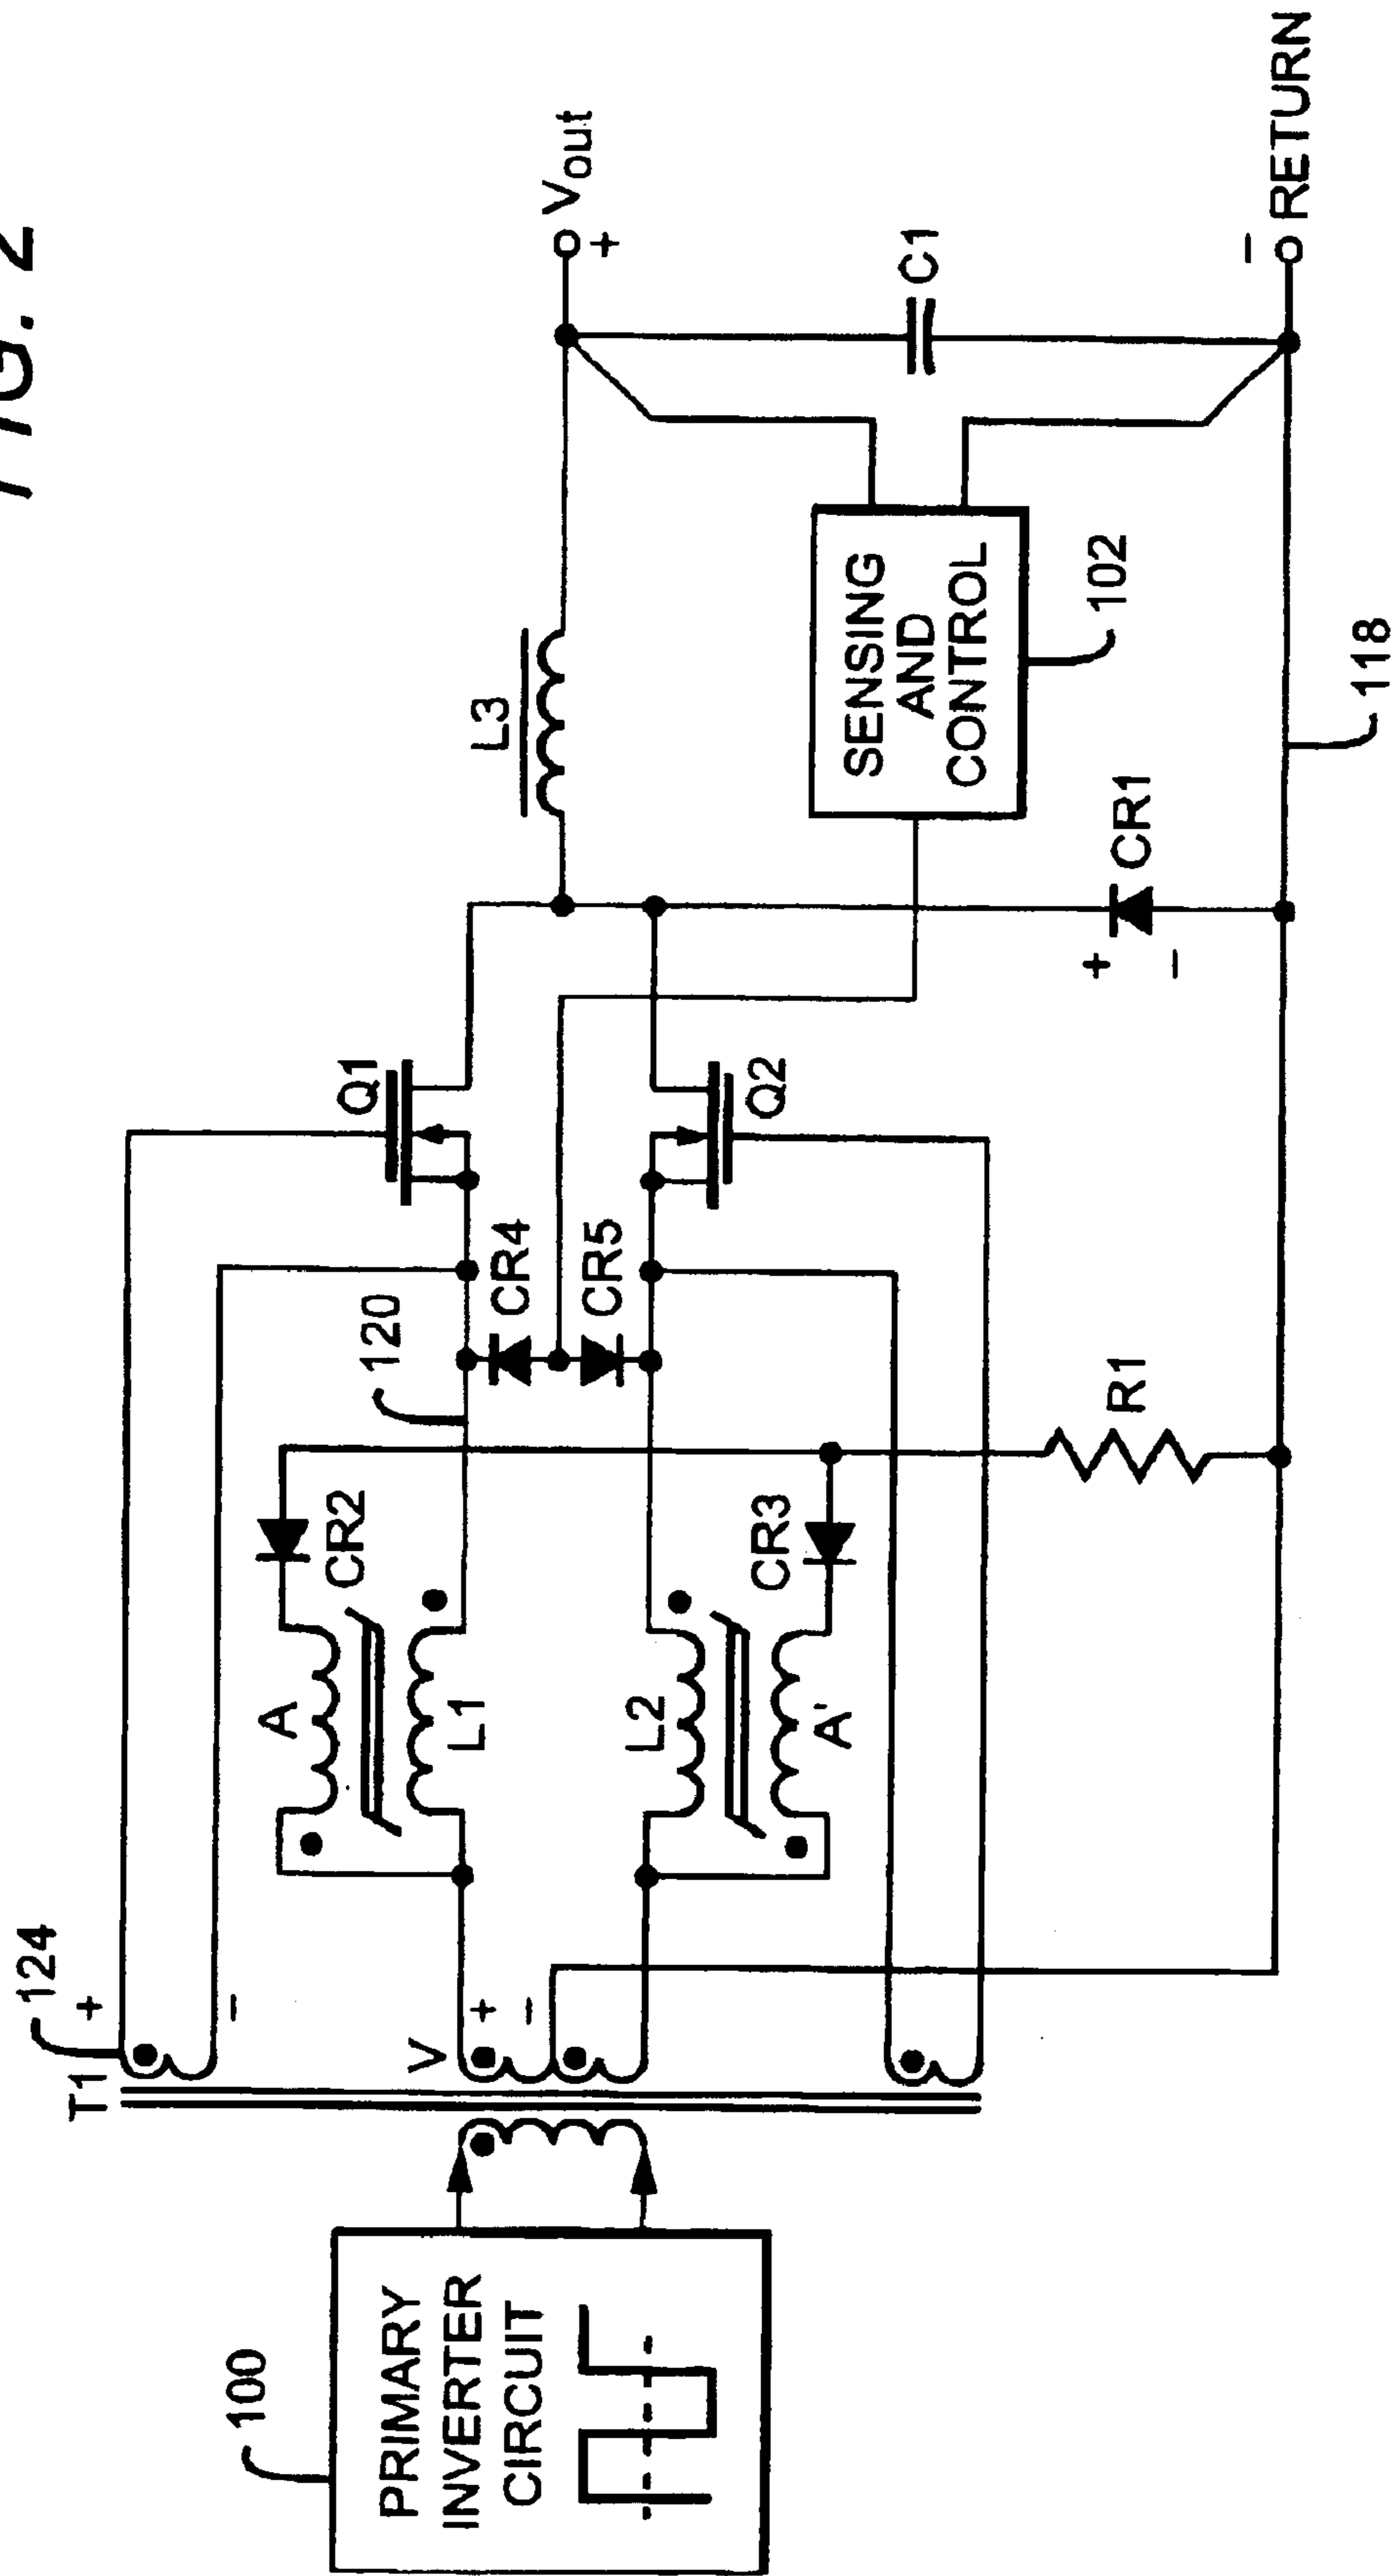 FIG. 2
124
T1
+
−
V
+
−
100
PRIMARY
INVERTER
CIRCUIT
A
L1
L2
A'
CR2
CR3
120
CR4
CR5
Q1
Q2
R1
L3
+
−
CR1
SENSING
AND
CONTROL
102
118
C1
Vout
+
−
RETURN